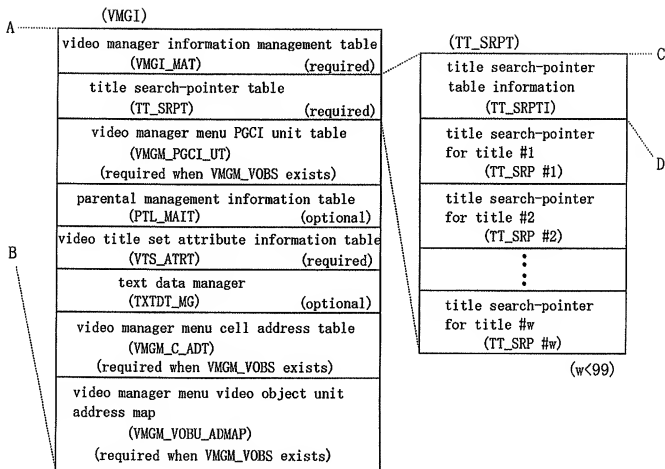 (VMGI)
A
video manager information management table
(VMGI_MAT) (required)
title search-pointer table
(TT_SRPT) (required)
video manager menu PGCI unit table
(VMGM_PGCI_UT)
(required when VMGM_VOBS exists)
parental management information table
(PTL_MAIT) (optional)
B
video title set attribute information table
(VTS_ATRT) (required)
text data manager
(TXTDT_MG) (optional)
video manager menu cell address table
(VMGM_C_ADT)
(required when VMGM_VOBS exists)
video manager menu video object unit
address map
(VMGM_VOBU_ADMAP)
(required when VMGM_VOBS exists)
(TT_SRPT)
C
title search-pointer
table information
(TT_SRPTI)
D
title search-pointer
for title #1
(TT_SRP #1)
title search-pointer
for title #2
(TT_SRP #2)
title search-pointer
for title #w
(TT_SRP #w)
(w<99)